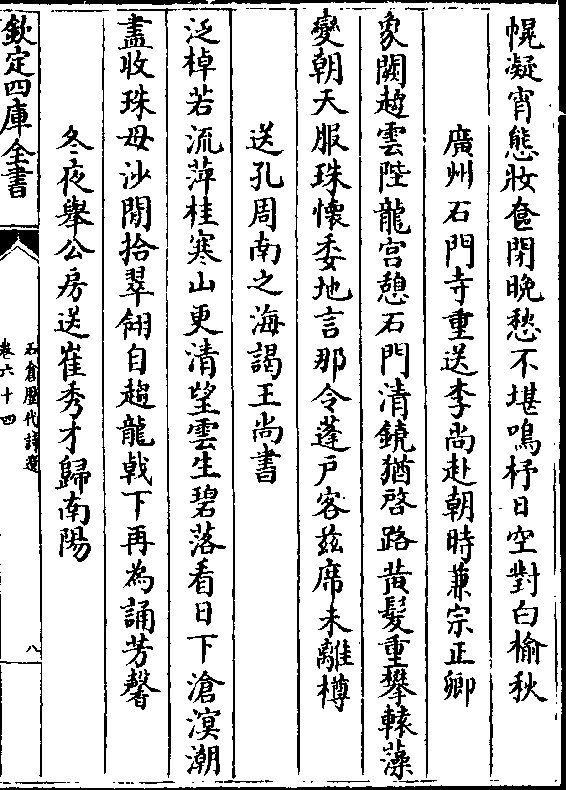 幌凝宵態妝奩閉晚愁不堪鳴杼日空對白榆秋
廣州石門寺重送李尚赴朝時兼宗正卿
象闕趨雲陛龍宫憩石門清鐃猶啓路黄髮重攀轅藻
變朝天服珠懐委地言那令蓬户客兹席未離樽
送孔周南之海謁王尚書
泛棹若流萍桂寒山更清望雲生碧落看日下滄溟潮
盡收珠母沙閒拾翠翎自趨龍戟下再為誦芳馨
冬夜舉公房送崔秀才歸南陽
欽定四庫全書
石倉歷代詩選
卷六十四
八